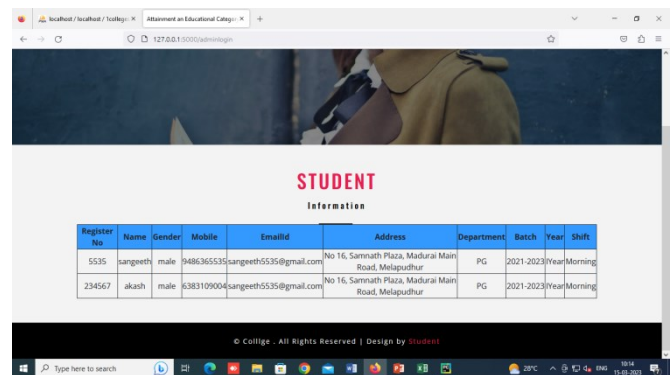 localhost / localhost / 1college
Attainment an Educational Categor
127.0.0.1:5000/adminlogin
STUDENT
Information
Register No Name Gender Mobile EmailId Address Department Batch Year Shift
5535 sangeeth male 9486365535 sangeeth5535@gmail.com No 16, Samnath Plaza, Madurai Main Road, Melapudhur PG 2021-2023 IYear Morning
234567 akash male 6383109004 sangeeth5535@gmail.com No 16, Samnath Plaza, Madurai Main Road, Melapudhur PG 2021-2023 IYear Morning
© Colllge . All Rights Reserved | Design by Student
Type here to search
28°C ENG 10:14
15-03-2023